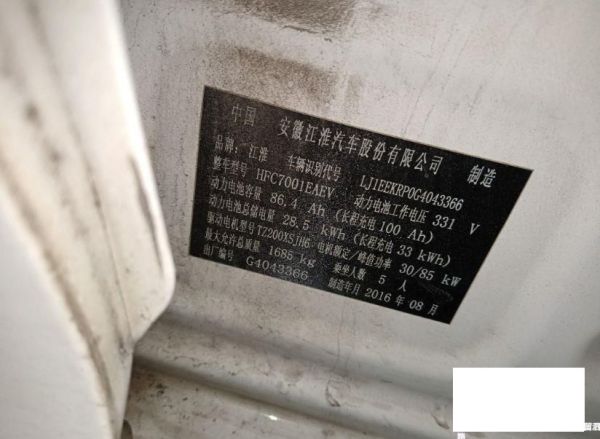 中国 安徽江淮汽车股份有限公司 制造
品牌: 江淮 车辆识别代号 LJ1EEKRP0G4043366
整车型号 HFC7001EAEV 动力电池工作电压 331 V
动力电池容量 86.4 Ah (长程充电 100 Ah)
动力电池总储电量 28.5 kWh (长程充电 33 kWh)
驱动电机型号 TZ200XSJH6 电机额定/峰值功率 30/85 kW
最大允许总质量 1685 kg 乘坐人数 5 人
出厂编号 G4043366 制造年月 2016 年 08 月